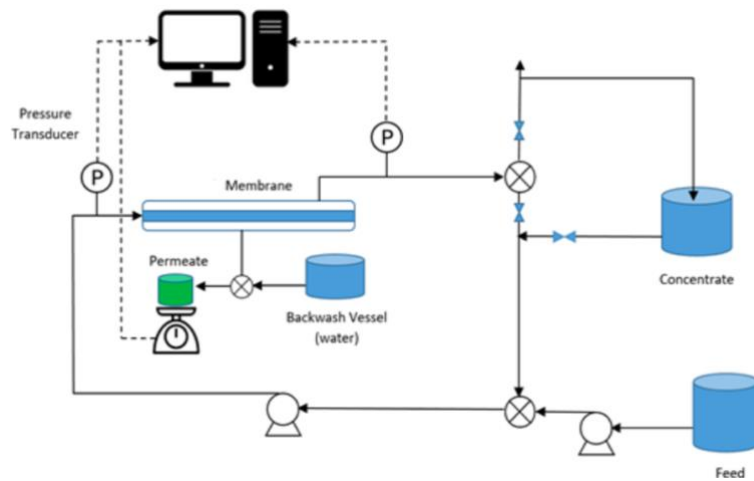 Pressure
Transducer
P
P
Membrane
Permeate
Backwash Vessel
(water)
Concentrate
Feed